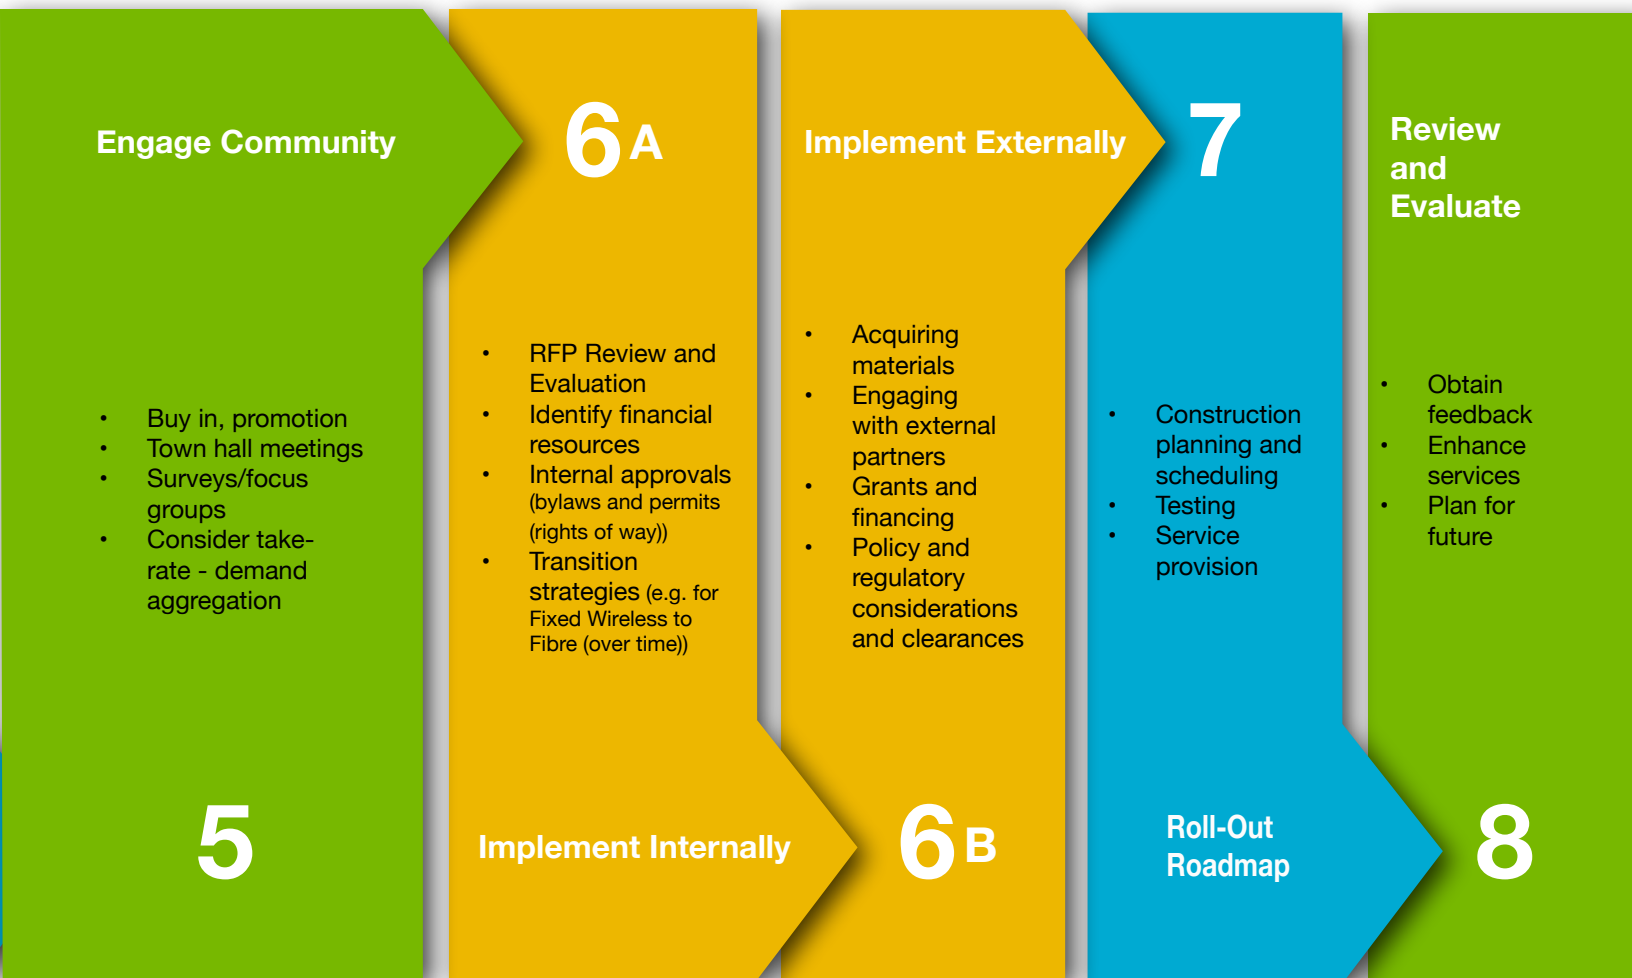 Engage Community
• Buy in, promotion
• Town hall meetings
• Surveys/focus
groups
• Consider take-
rate - demand
aggregation
5
6A
• RFP Review and
Evaluation
• Identify financial
resources
• Internal approvals
(bylaws and permits
(rights of way))
• Transition
strategies (e.g. for
Fixed Wireless to
Fibre (over time))
Implement Internally
Implement Externally
• Acquiring
materials
• Engaging
with external
partners
• Grants and
financing
• Policy and
regulatory
considerations
and clearances
6B
7
• Construction
planning and
scheduling
• Testing
• Service
provision
Roll-Out
Roadmap
Review
and
Evaluate
• Obtain
feedback
• Enhance
services
• Plan for
future
8